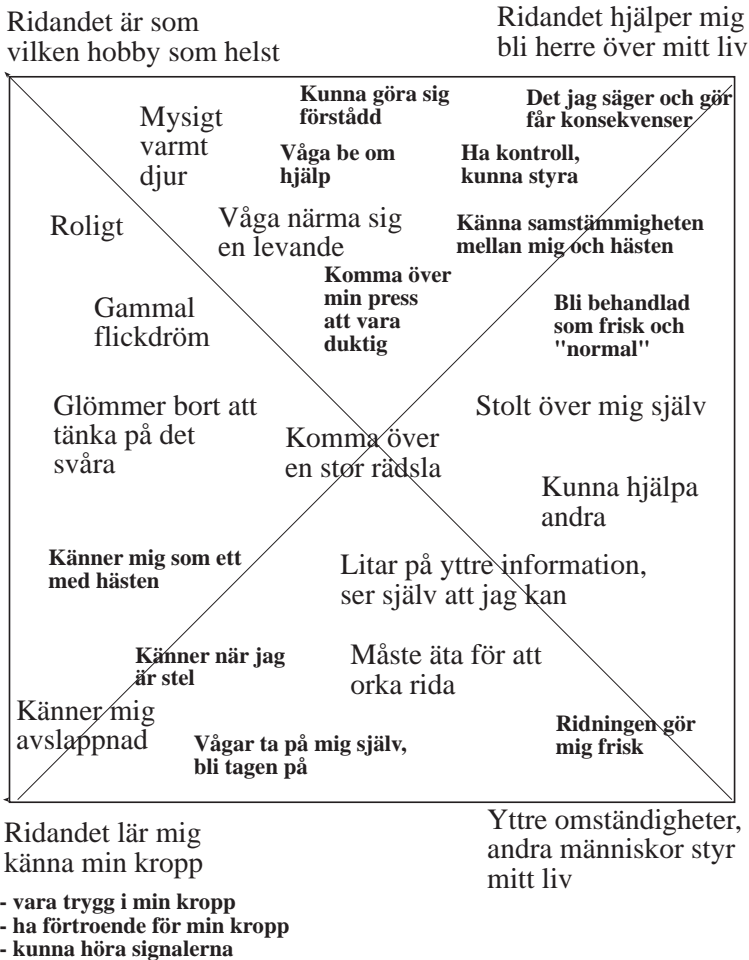 Ridandet är som
vilken hobby som helst
Ridandet hjälper mig
bli herre över mitt liv
Mysigt
varmt
djur
Kunna göra sig
förstådd
Det jag säger och gör
får konsekvenser
Våga be om
hjälp
Ha kontroll,
kunna styra
Roligt
Våga närma sig
en levande
Känna samstämmigheten
mellan mig och hästen
Komma över
min press
att vara
duktig
Gammal
flickdröm
Bli behandlad
som frisk och
"normal"
Glömmer bort att
tänka på det
svåra
Komma över
en stor rädsla
Stolt över mig själv
Kunna hjälpa
andra
Känner mig som ett
med hästen
Litar på yttre information,
ser själv att jag kan
Känner när jag
är stel
Måste äta för att
orka rida
Känner mig
avslappnad
Vågar ta på mig själv,
bli tagen på
Ridningen gör
mig frisk
Ridandet lär mig
känna min kropp
- vara trygg i min kropp
- ha förtroende för min kropp
- kunna höra signalerna
Yttre omständigheter,
andra människor styr
mitt liv